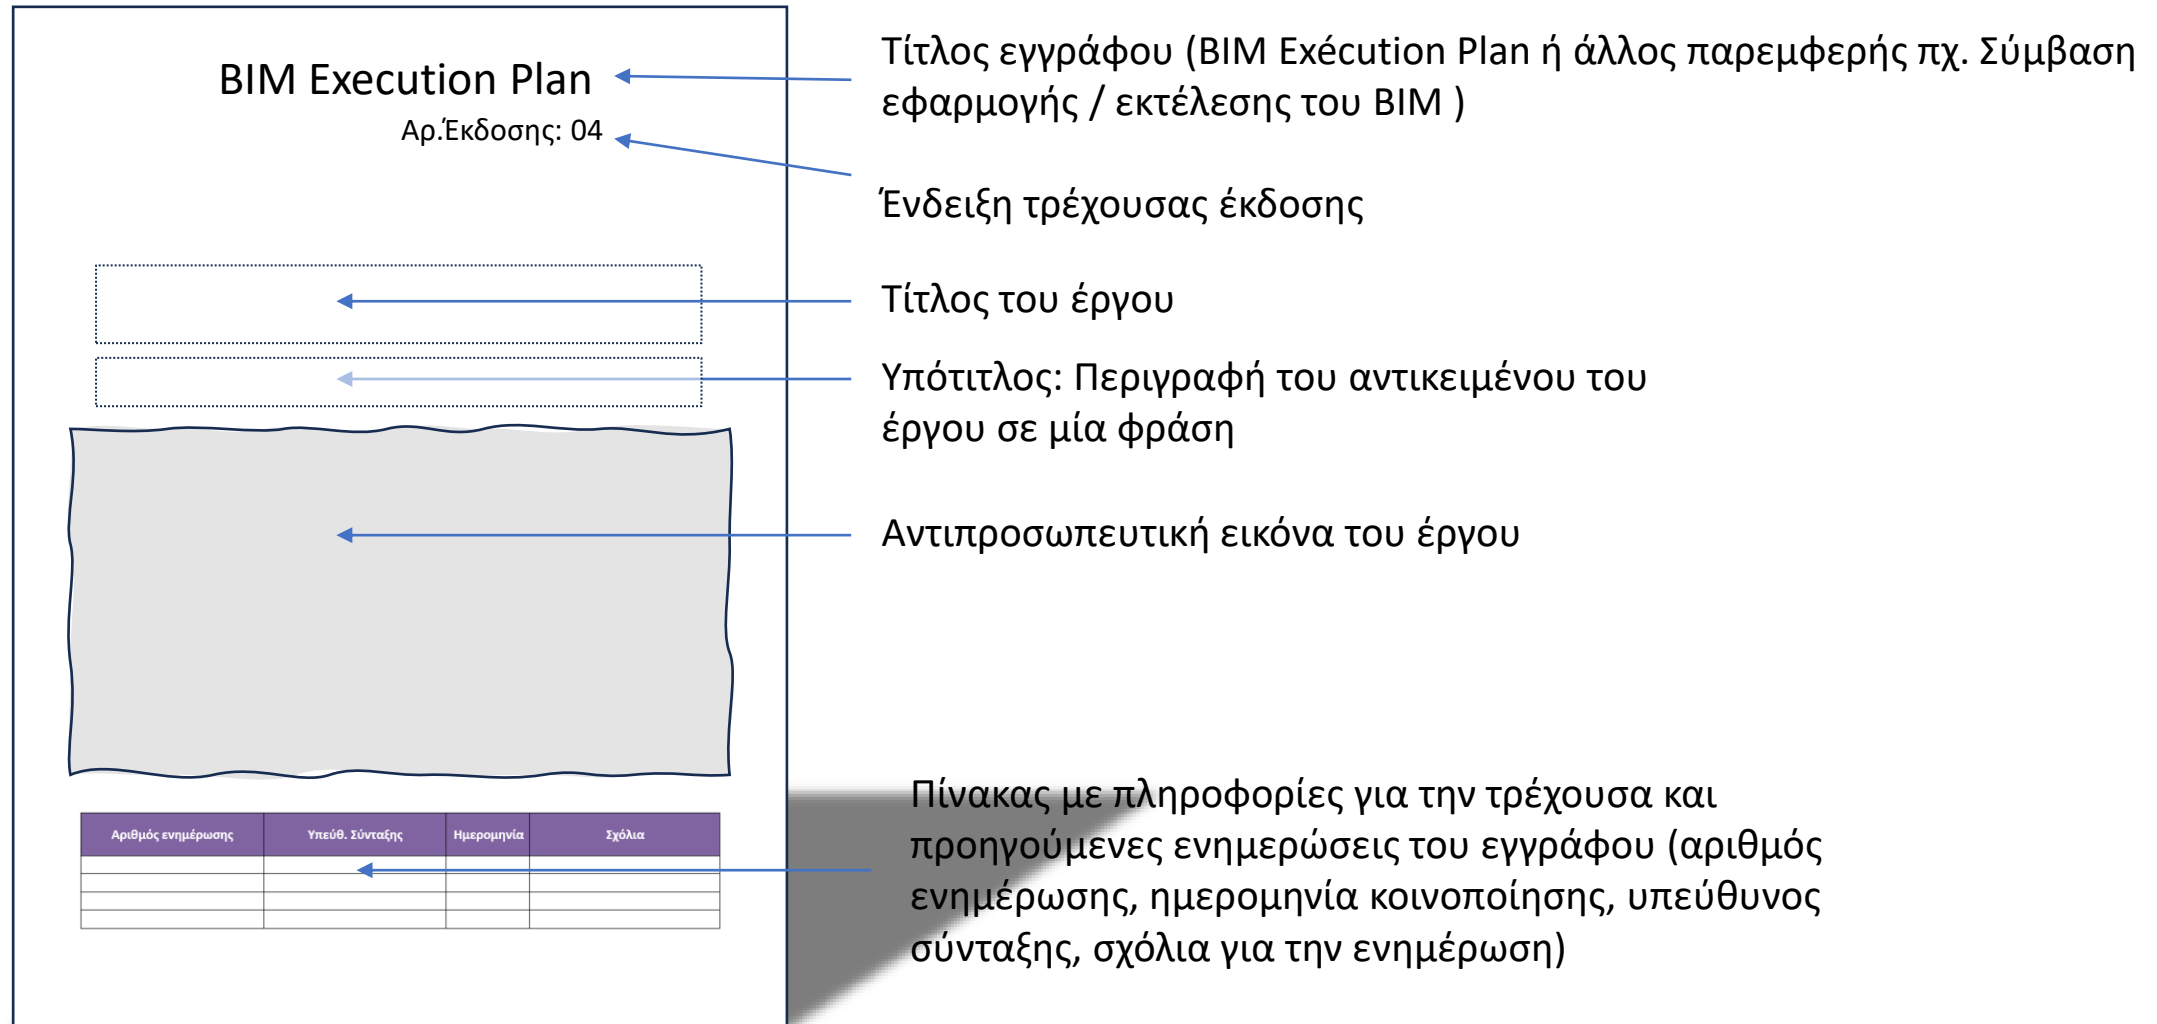 BIM Execution Plan
Αρ.Έκδοσης: 04
Τίτλος εγγράφου (BIM Exécution Plan ή άλλος παρεμφερής πχ. Σύμβαση
εφαρμογής / εκτέλεσης του BIM )
Ένδειξη τρέχουσας έκδοσης
Τίτλος του έργου
Υπότιτλος: Περιγραφή του αντικειμένου του
έργου σε μία φράση
Αντιπροσωπευτική εικόνα του έργου
Αριθμός ενημέρωσης Υπεύθ. Σύνταξης Ημερομηνία Σχόλια
Πίνακας με πληροφορίες για την τρέχουσα και
προηγούμενες ενημερώσεις του εγγράφου (αριθμός
ενημέρωσης, ημερομηνία κοινοποίησης, υπεύθυνος
σύνταξης, σχόλια για την ενημέρωση)